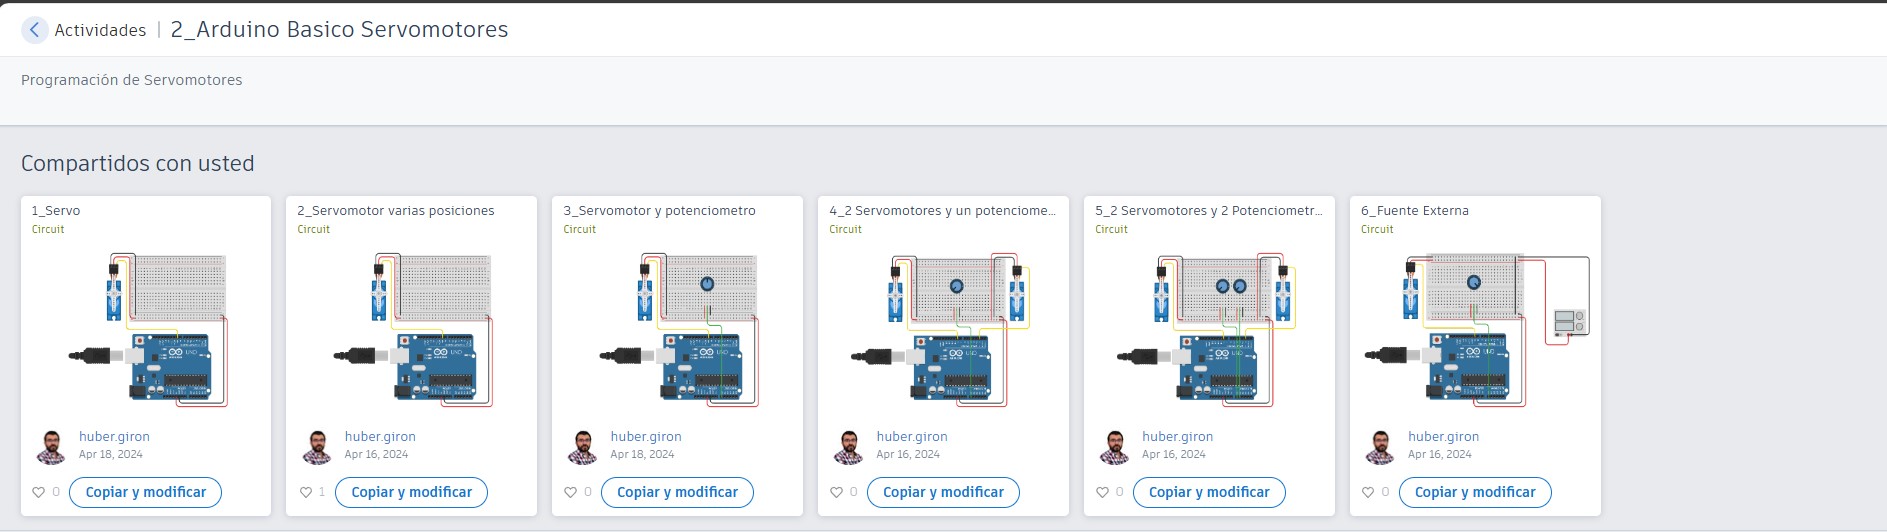 Actividades | 2_Arduino Basico Servomotores
Programación de Servomotores
Compartidos con usted
1_Servo
Circuit
huber.giron
Apr 18, 2024
0 Copiar y modificar
2_Servomotor varias posiciones
Circuit
huber.giron
Apr 16, 2024
1 Copiar y modificar
3_Servomotor y potenciometro
Circuit
huber.giron
Apr 18, 2024
0 Copiar y modificar
4_2 Servomotores y un potenciome...
Circuit
huber.giron
Apr 16, 2024
0 Copiar y modificar
5_2 Servomotores y 2 Potenciometr...
Circuit
huber.giron
Apr 16, 2024
0 Copiar y modificar
6_Fuente Externa
Circuit
huber.giron
Apr 16, 2024
0 Copiar y modificar